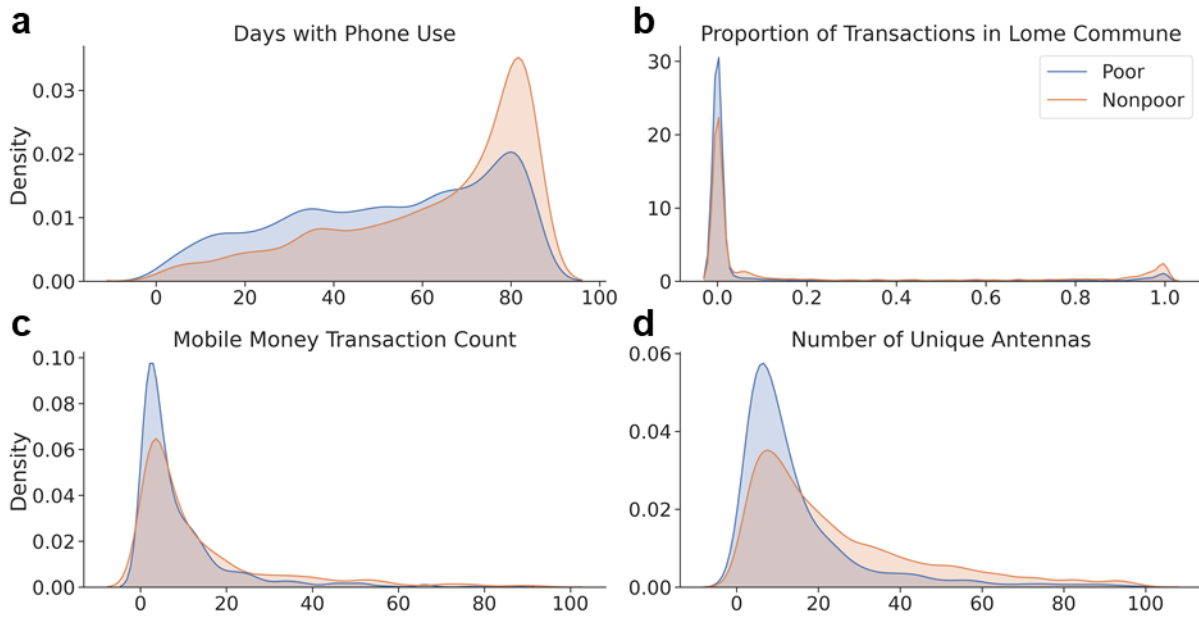 a
Days with Phone Use
Density
0.03
0.02
0.01
0.00
0 20 40 60 80 100
b
Proportion of Transactions in Lome Commune
Poor
Nonpoor
30
20
10
0
0.0 0.2 0.4 0.6 0.8 1.0
c
Mobile Money Transaction Count
Density
0.10
0.08
0.06
0.04
0.02
0.00
0 20 40 60 80 100
d
Number of Unique Antennas
0.06
0.04
0.02
0.00
0 20 40 60 80 100